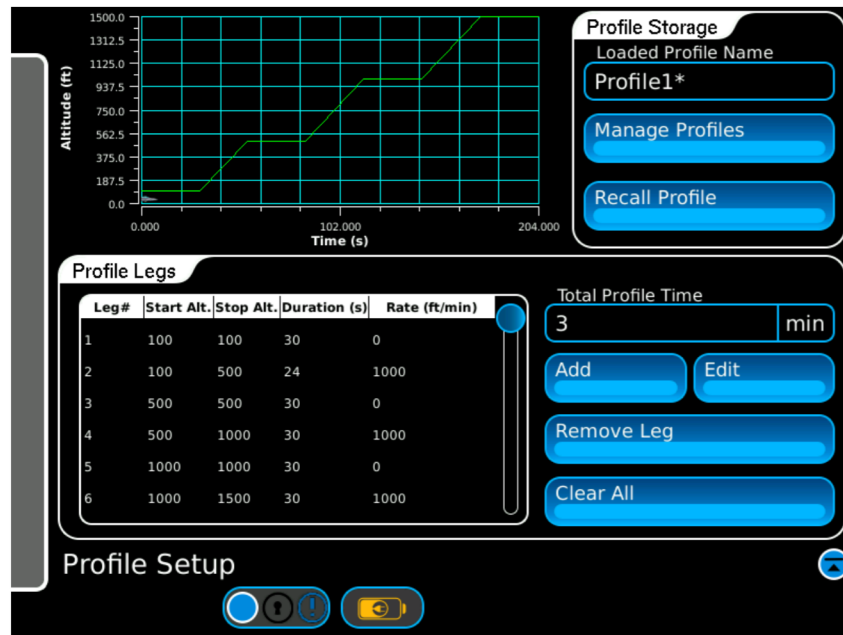 1500.0
1312.5
1125.0
937.5
750.0
562.5
375.0
187.5
0.0
Altitude (ft)
0.000 102.000 204.000
Time (s)
Profile Storage
Loaded Profile Name
Profile1*
Manage Profiles
Recall Profile
Profile Legs
Leg# Start Alt. Stop Alt. Duration (s) Rate (ft/min)
1 100 100 30 0
2 100 500 24 1000
3 500 500 30 0
4 500 1000 30 1000
5 1000 1000 30 0
6 1000 1500 30 1000
Total Profile Time
3 min
Add Edit
Remove Leg
Clear All
Profile Setup